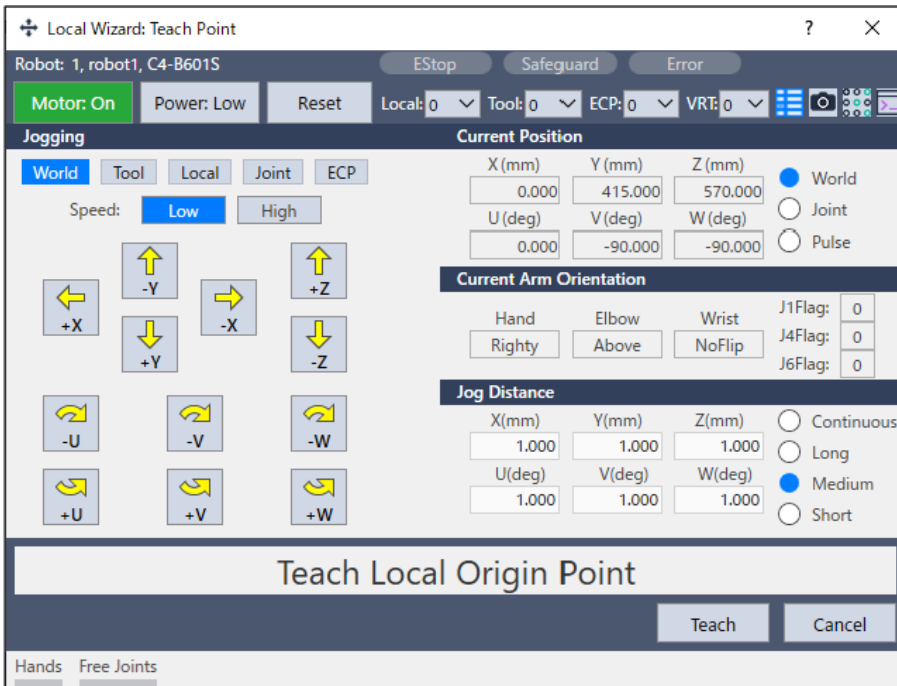 Local Wizard: Teach Point
?
Robot: 1, robot1, C4-B601S
EStop
Safeguard
Error
Motor: On
Power: Low
Reset
Local: 0
Tool: 0
ECP: 0
VRT: 0
Jogging
World
Tool
Local
Joint
ECP
Speed:
Low
High
-Y
+Z
+X
-X
+Y
-Z
-U
-V
-W
+U
+V
+W
Current Position
X (mm)
Y (mm)
Z (mm)
0.000
415.000
570.000
U (deg)
V (deg)
W (deg)
0.000
-90.000
-90.000
World
Joint
Pulse
Current Arm Orientation
Hand
Elbow
Wrist
Righty
Above
NoFlip
J1Flag: 0
J4Flag: 0
J6Flag: 0
Jog Distance
X(mm)
Y(mm)
Z(mm)
1.000
1.000
1.000
U(deg)
V(deg)
W(deg)
1.000
1.000
1.000
Continuous
Long
Medium
Short
Teach Local Origin Point
Teach
Cancel
Hands
Free Joints